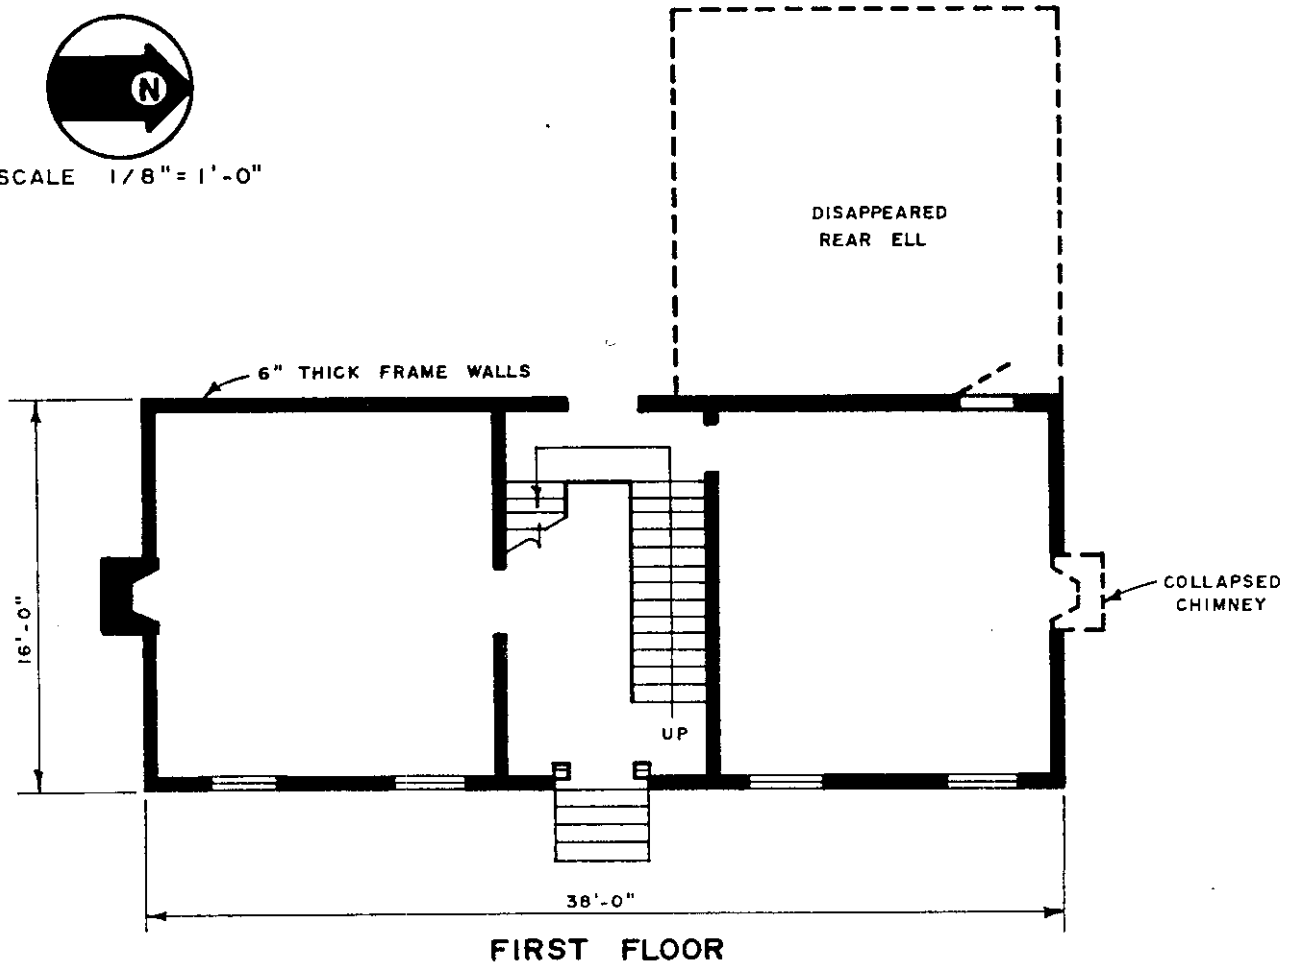 N
SCALE 1/8"= 1'-0"
DISAPPEARED
REAR ELL
6" THICK FRAME WALLS
16'-0"
COLLAPSED
CHIMNEY
UP
38'-0"
FIRST FLOOR